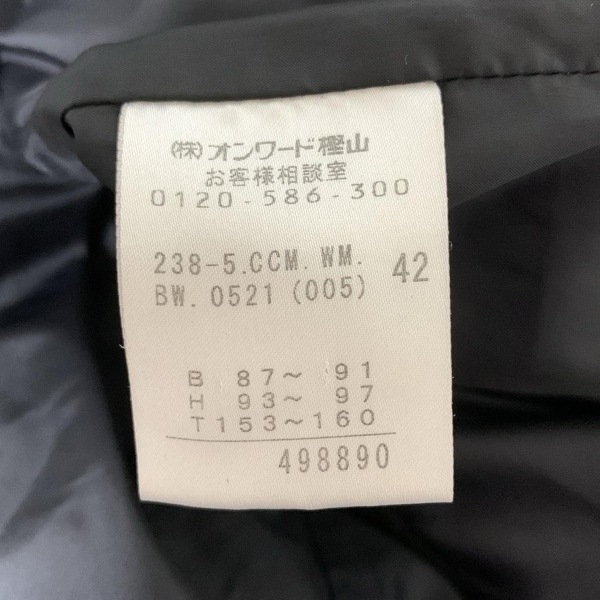 (株)オンワード樫山
お客様相談室
0120-586-300
238-5.CCM.WM. 42
BW.0521(005)
B 87～ 91
H 93～ 97
T153～160
498890